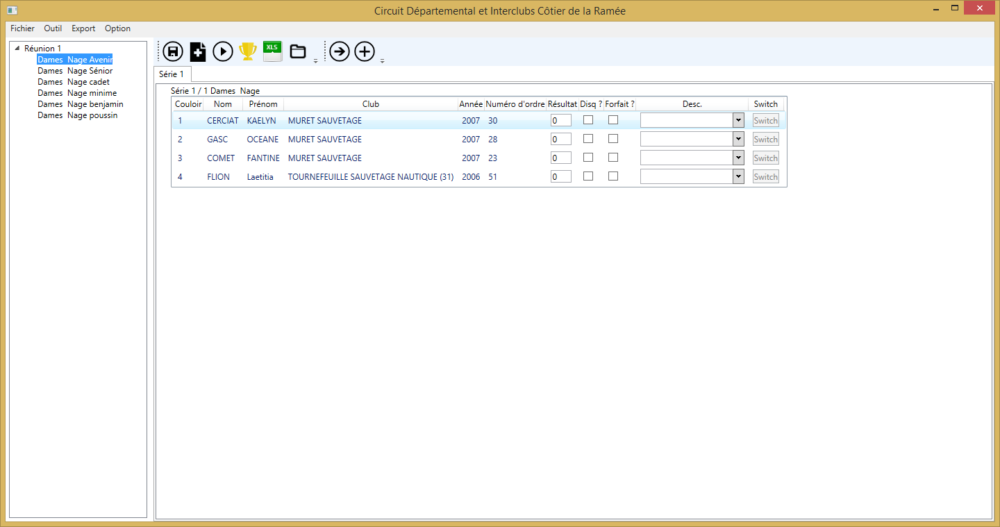 Circuit Départemental et Interclubs Côtier de la Ramée
Fichier Outil Export Option
Réunion 1
Dames Nage Avenir
Dames Nage Sénior
Dames Nage cadet
Dames Nage minime
Dames Nage benjamin
Dames Nage poussin
XLS
Série 1
Série 1 / 1 Dames Nage
Couloir Nom Prénom Club Année Numéro d'ordre Résultat Disq ? Forfait ? Desc. Switch
1 CERCIAT KAELYN MURET SAUVETAGE 2007 30 0 Switch
2 GASC OCEANE MURET SAUVETAGE 2007 28 0 Switch
3 COMET FANTINE MURET SAUVETAGE 2007 23 0 Switch
4 FLION Laetitia TOURNEFEUILLE SAUVETAGE NAUTIQUE (31) 2006 51 0 Switch